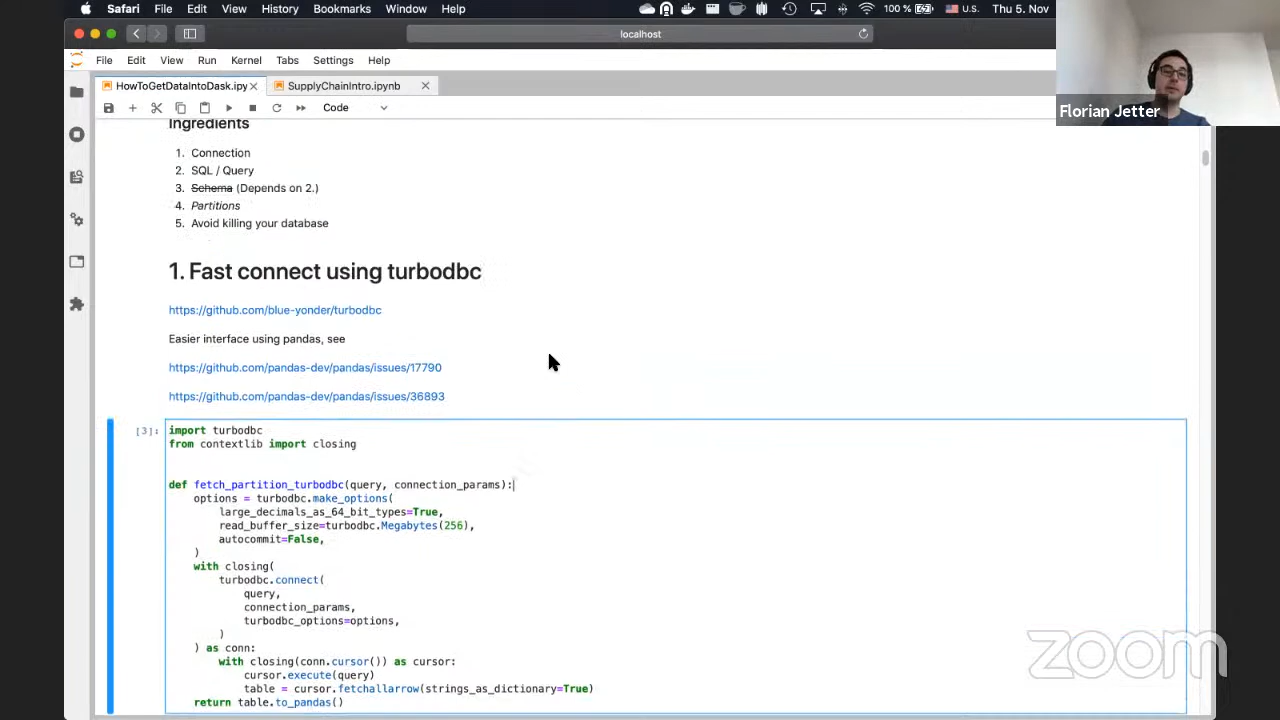 Safari File Edit View History Bookmarks Window Help 100 % U.S. Thu 5. Nov
localhost
File Edit View Run Kernel Tabs Settings Help
HowToGetDataIntoDask.ipy SupplyChainIntro.ipynb
Code
Florian Jetter
Ingredients
1. Connection
2. SQL / Query
3. Schema (Depends on 2.)
4. Partitions
5. Avoid killing your database
1. Fast connect using turbodbc
https://github.com/blue-yonder/turbodbc
Easier interface using pandas, see
https://github.com/pandas-dev/pandas/issues/17790
https://github.com/pandas-dev/pandas/issues/36893
[3]:
import turbodbc
from contextlib import closing
def fetch_partition_turbodbc(query, connection_params):
options = turbodbc.make_options(
large_decimals_as_64_bit_types=True,
read_buffer_size=turbodbc.Megabytes(256),
autocommit=False,
)
with closing(
turbodbc.connect(
query,
connection_params,
turbodbc_options=options,
)
) as conn:
with closing(conn.cursor()) as cursor:
cursor.execute(query)
table = cursor.fetchallarrow(strings_as_dictionary=True)
return table.to_pandas()
zoom